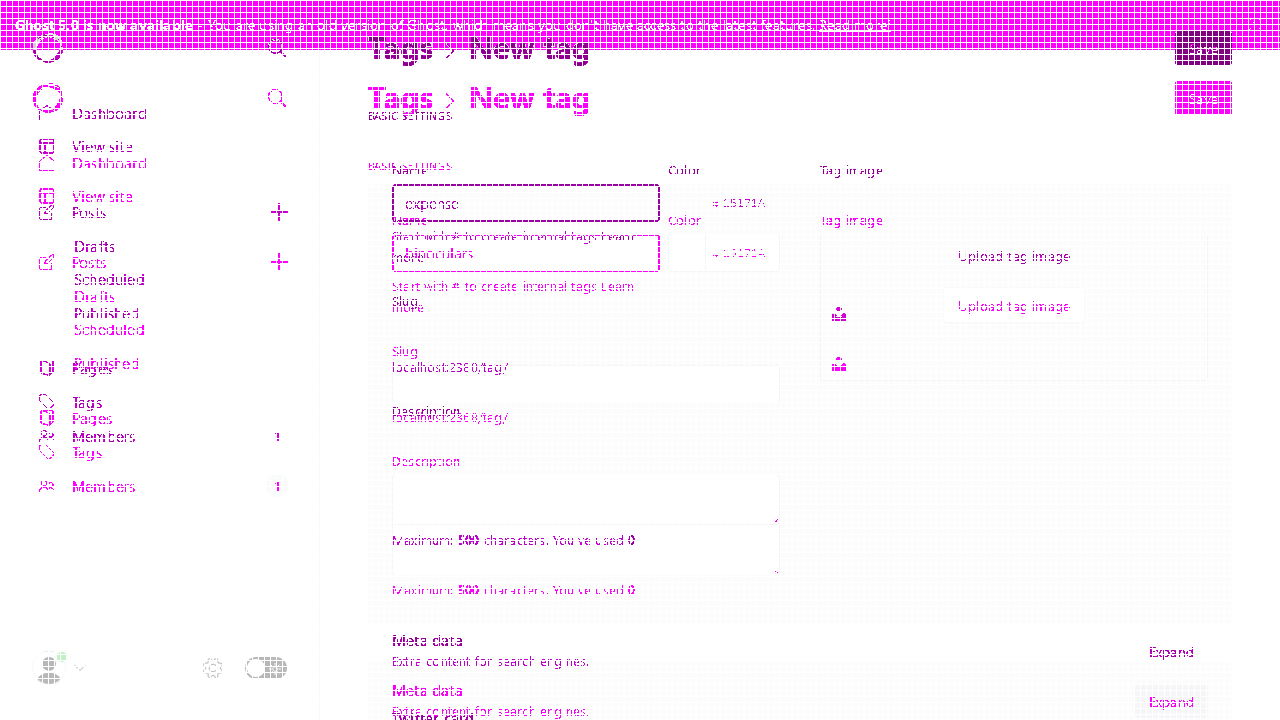 Ghost 5.0 is now available – You are using an old version of Ghost, which means you don't have access to the latest features. Read more
Tags › New tag
Save
Tags › New tag
Save
Dashboard
BASIC SETTINGS
View site
Dashboard
BASIC SETTINGS
Name
Color
Tag image
View site
expense
# 15171A
Posts
Name
Color
Tag image
Start with # to create internal tags Learn
more
Drafts
binoculars
# 15171A
Upload tag image
Posts
Scheduled
Start with # to create internal tags Learn
more
Drafts
Slug
Upload tag image
Published
Scheduled
Slug
Published
Pages
localhost:2368/tag/
Tags
Description
Pages
localhost:2368/tag/
Members
1
Tags
Description
Members
1
Maximum: 500 characters. You've used 0
Maximum: 500 characters. You've used 0
Meta data
Extra content for search engines.
Expand
Meta data
Extra content for search engines.
Expand
Twitter card